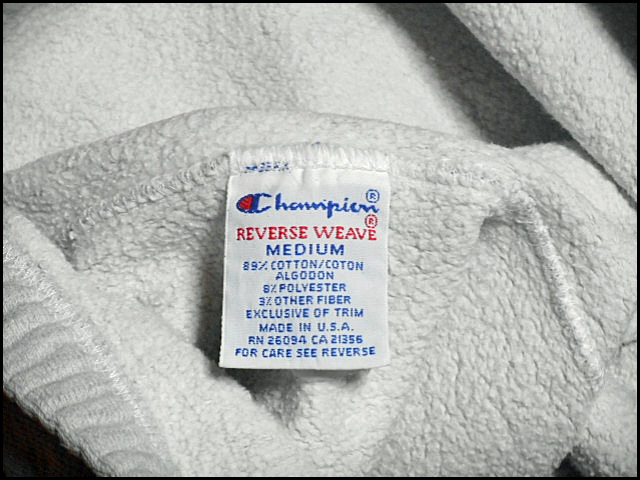 Champion®
REVERSE WEAVE®
MEDIUM
89% COTTON/COTON
ALGODON
8% POLYESTER
3% OTHER FIBER
EXCLUSIVE OF TRIM
MADE IN U.S.A.
RN 26094 CA 21356
FOR CARE SEE REVERSE